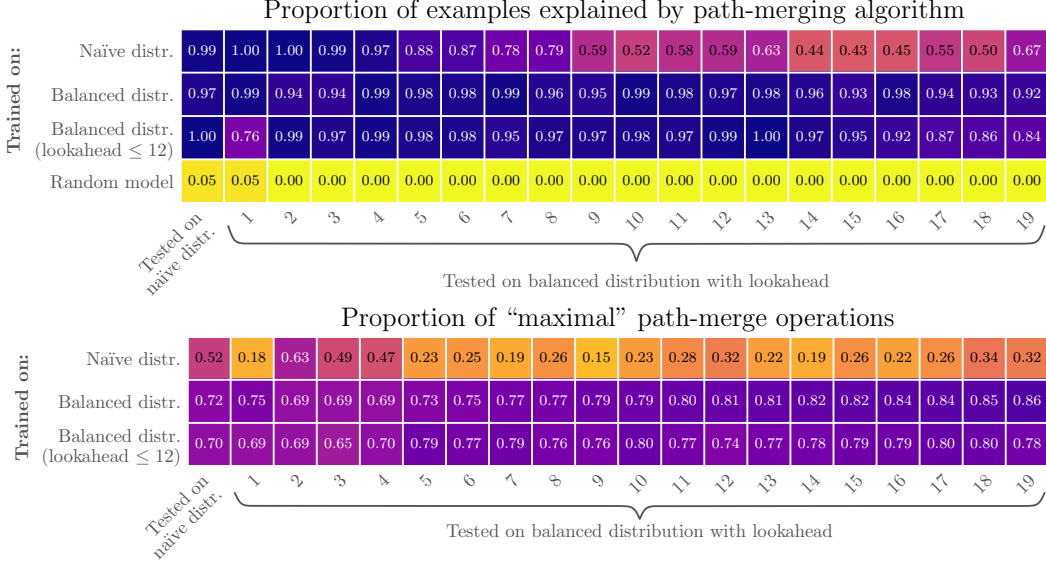 Proportion of examples explained by path-merging algorithm
Trained on:
Naïve distr. 0.99 1.00 1.00 0.99 0.97 0.88 0.87 0.78 0.79 0.59 0.52 0.58 0.59 0.63 0.44 0.43 0.45 0.55 0.50 0.67
Balanced distr. 0.97 0.99 0.94 0.94 0.99 0.98 0.98 0.99 0.96 0.95 0.99 0.98 0.97 0.98 0.96 0.93 0.98 0.94 0.93 0.92
Balanced distr.
(lookahead ≤ 12) 1.00 0.76 0.99 0.97 0.99 0.98 0.98 0.95 0.97 0.97 0.98 0.97 0.99 1.00 0.97 0.95 0.92 0.87 0.86 0.84
Random model 0.05 0.05 0.00 0.00 0.00 0.00 0.00 0.00 0.00 0.00 0.00 0.00 0.00 0.00 0.00 0.00 0.00 0.00 0.00 0.00
Tested on
naïve distr.
1 2 3 4 5 6 7 8 9 10 11 12 13 14 15 16 17 18 19
Tested on balanced distribution with lookahead
Proportion of “maximal” path-merge operations
Trained on:
Naïve distr. 0.52 0.18 0.63 0.49 0.47 0.23 0.25 0.19 0.26 0.15 0.23 0.28 0.32 0.22 0.19 0.26 0.22 0.26 0.34 0.32
Balanced distr. 0.72 0.75 0.69 0.69 0.69 0.73 0.75 0.77 0.77 0.79 0.79 0.80 0.81 0.81 0.82 0.82 0.84 0.84 0.85 0.86
Balanced distr.
(lookahead ≤ 12) 0.70 0.69 0.69 0.65 0.70 0.79 0.77 0.79 0.76 0.76 0.80 0.77 0.74 0.77 0.78 0.79 0.79 0.80 0.80 0.78
Tested on
naïve distr.
1 2 3 4 5 6 7 8 9 10 11 12 13 14 15 16 17 18 19
Tested on balanced distribution with lookahead